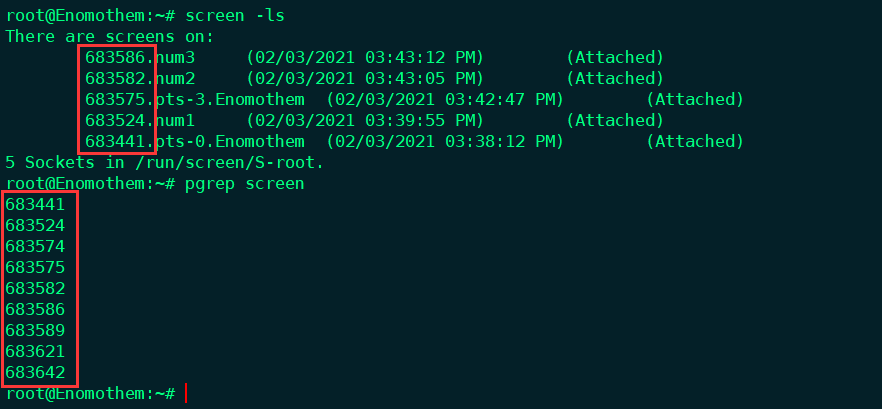 root@Enomothem:~# screen -ls
There are screens on:
683586.num3 (02/03/2021 03:43:12 PM) (Attached)
683582.num2 (02/03/2021 03:43:05 PM) (Attached)
683575.pts-3.Enomothem (02/03/2021 03:42:47 PM) (Attached)
683524.num1 (02/03/2021 03:39:55 PM) (Attached)
683441.pts-0.Enomothem (02/03/2021 03:38:12 PM) (Attached)
5 Sockets in /run/screen/S-root.
root@Enomothem:~# pgrep screen
683441
683524
683574
683575
683582
683586
683589
683621
683642
root@Enomothem:~#